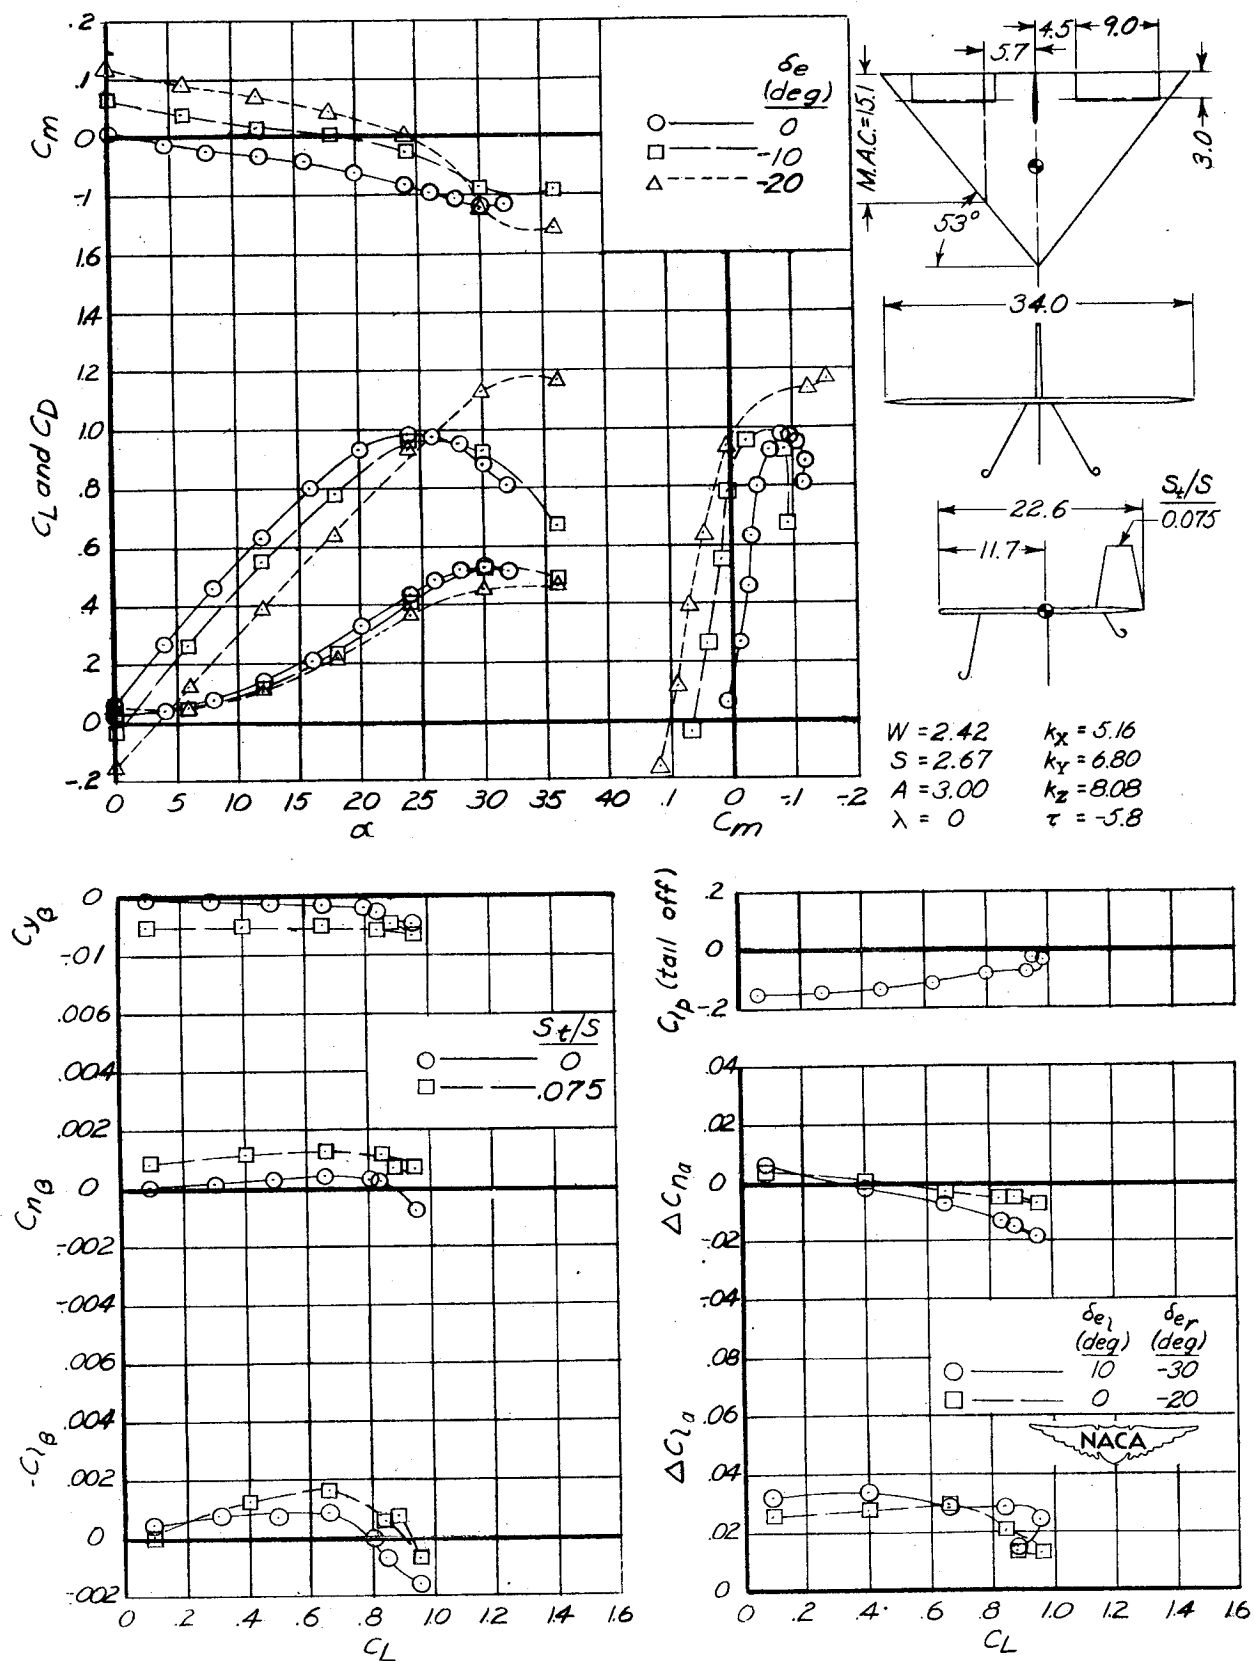 .2
.1
0
-.1
Cm
δe
(deg)
0
-10
-20
1.6
1.4
1.2
1.0
.8
.6
.4
.2
0
-.2
CL and CD
0 5 10 15 20 25 30 35 40
α
.1 0 -.1 -.2
Cm
4.5 9.0
5.7
M.A.C.=15.1
3.0
53°
34.0
22.6
St/S
0.075
11.7
W = 2.42 kX = 5.16
S = 2.67 kY = 6.80
A = 3.00 kZ = 8.08
λ = 0 τ = -5.8
0
-.01
Cyβ
.006
.004
.002
0
-.002
-.004
Cnβ
St/S
0
.075
.006
.004
.002
0
-.002
-Clβ
0 .2 .4 .6 .8 1.0 1.2 1.4 1.6
CL
.2
0
-.2
Clp (tail off)
.04
.02
0
-.02
-.04
ΔCna
δel δer
(deg) (deg)
10 -30
0 -20
NACA
.08
.06
.04
.02
0
ΔCla
0 .2 .4 .6 .8 1.0 1.2 1.4 1.6
CL